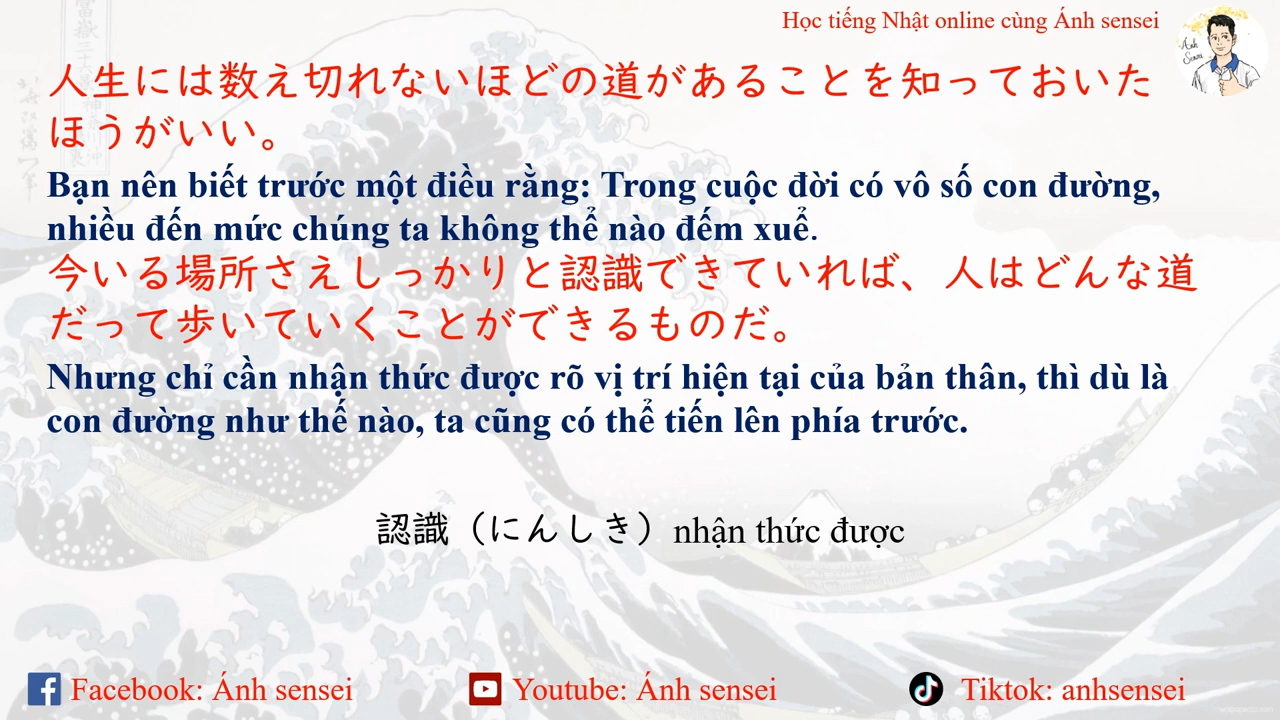 Học tiếng Nhật online cùng Ánh sensei
Ánh
Sensei
人生には数え切れないほどの道があることを知っておいた
ほうがいい。
Bạn nên biết trước một điều rằng: Trong cuộc đời có vô số con đường,
nhiều đến mức chúng ta không thể nào đếm xuể.
今いる場所さえしっかりと認識できていれば、人はどんな道
だって歩いていくことができるものだ。
Nhưng chỉ cần nhận thức được rõ vị trí hiện tại của bản thân, thì dù là
con đường như thế nào, ta cũng có thể tiến lên phía trước.
認識（にんしき）nhận thức được
Facebook: Ánh sensei
Youtube: Ánh sensei
Tiktok: anhsensei